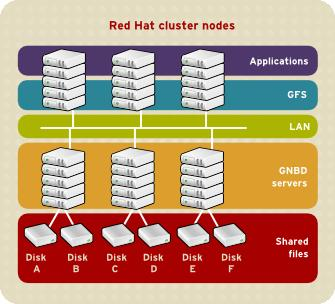 Red Hat cluster nodes
Applications
GFS
LAN
GNBD
servers
Shared
files
Disk Disk Disk Disk Disk Disk
A B C D E F